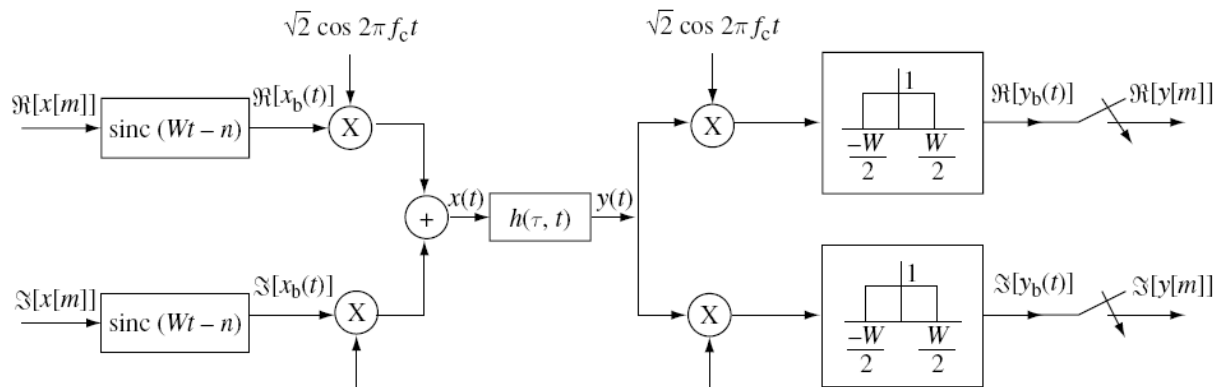 √2 cos 2πf_c t
√2 cos 2πf_c t
ℜ[x[m]]
sinc (Wt – n)
ℜ[x_b(t)]
X
X
1
–W/2
W/2
ℜ[y_b(t)]
ℜ[y[m]]
+
x(t)
h(τ, t)
y(t)
ℑ[x[m]]
sinc (Wt – n)
ℑ[x_b(t)]
X
X
1
–W/2
W/2
ℑ[y_b(t)]
ℑ[y[m]]